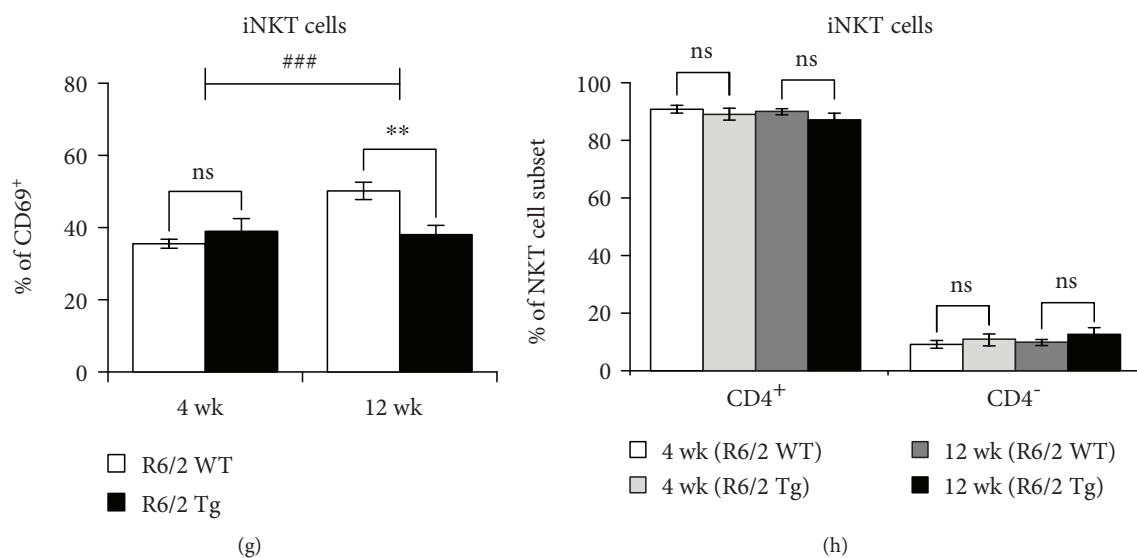 iNKT cells
###
80
60
40
20
0
% of CD69⁺
ns
**
4 wk
12 wk
R6/2 WT
R6/2 Tg
(g)
iNKT cells
100
80
60
40
20
0
% of NKT cell subset
ns
ns
ns
ns
CD4⁺
CD4⁻
4 wk (R6/2 WT)
12 wk (R6/2 WT)
4 wk (R6/2 Tg)
12 wk (R6/2 Tg)
(h)